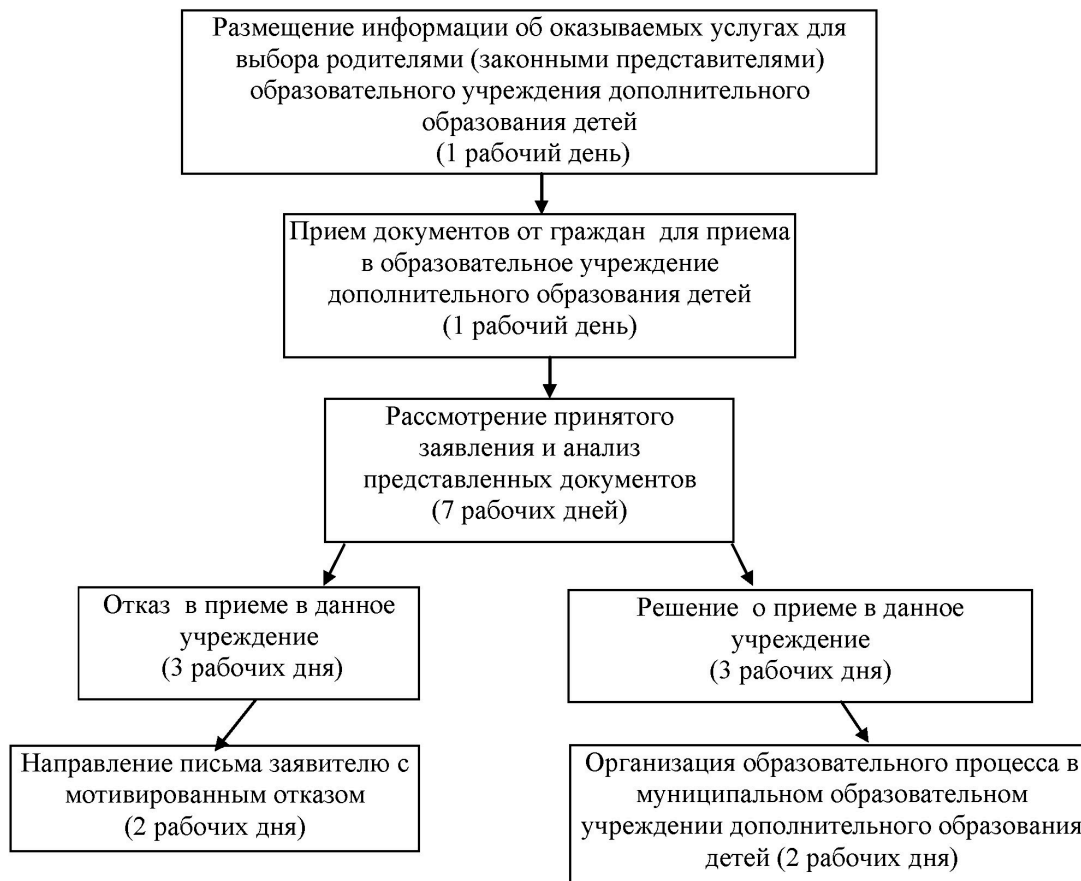 Размещение информации об оказываемых услугах для
выбора родителями (законными представителями)
образовательного учреждения дополнительного
образования детей
(1 рабочий день)
Прием документов от граждан  для приема
в образовательное учреждение
дополнительного образования детей
(1 рабочий день)
Рассмотрение принятого
заявления и анализ
представленных документов
(7 рабочих дней)
Отказ  в приеме в данное
учреждение
(3 рабочих дня)
Решение  о приеме в данное
учреждение
(3 рабочих дня)
Направление письма заявителю с
мотивированным отказом
(2 рабочих дня)
Организация образовательного процесса в
муниципальном образовательном
учреждении дополнительного образования
детей (2 рабочих дня)